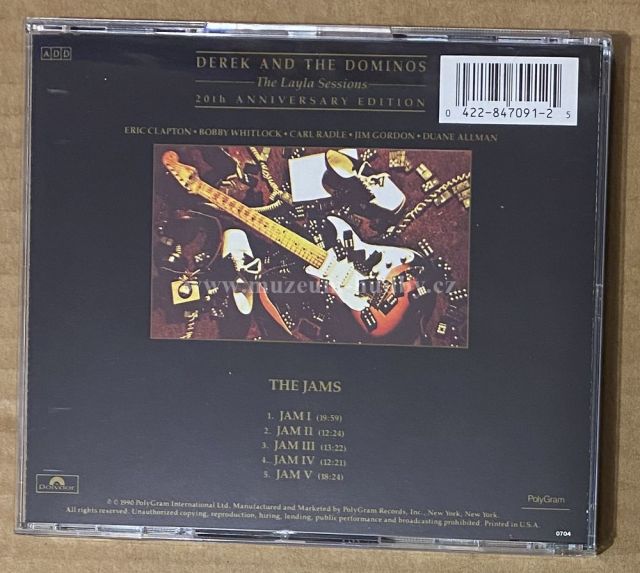 ADD
DEREK AND THE DOMINOS
The Layla Sessions
20th ANNIVERSARY EDITION
0 422-847091-2 5
ERIC CLAPTON • BOBBY WHITLOCK • CARL RADLE • JIM GORDON • DUANE ALLMAN
THE JAMS
1. JAM I (19:59)
2. JAM II (12:24)
3. JAM III (13:22)
4. JAM IV (12:21)
5. JAM V (18:24)
polydor
PolyGram
℗ © 1990 PolyGram International Ltd. Manufactured and Marketed by PolyGram Records, Inc., New York, New York.
All rights reserved. Unauthorized copying, reproduction, hiring, lending, public performance and broadcasting prohibited. Printed in U.S.A.
0704